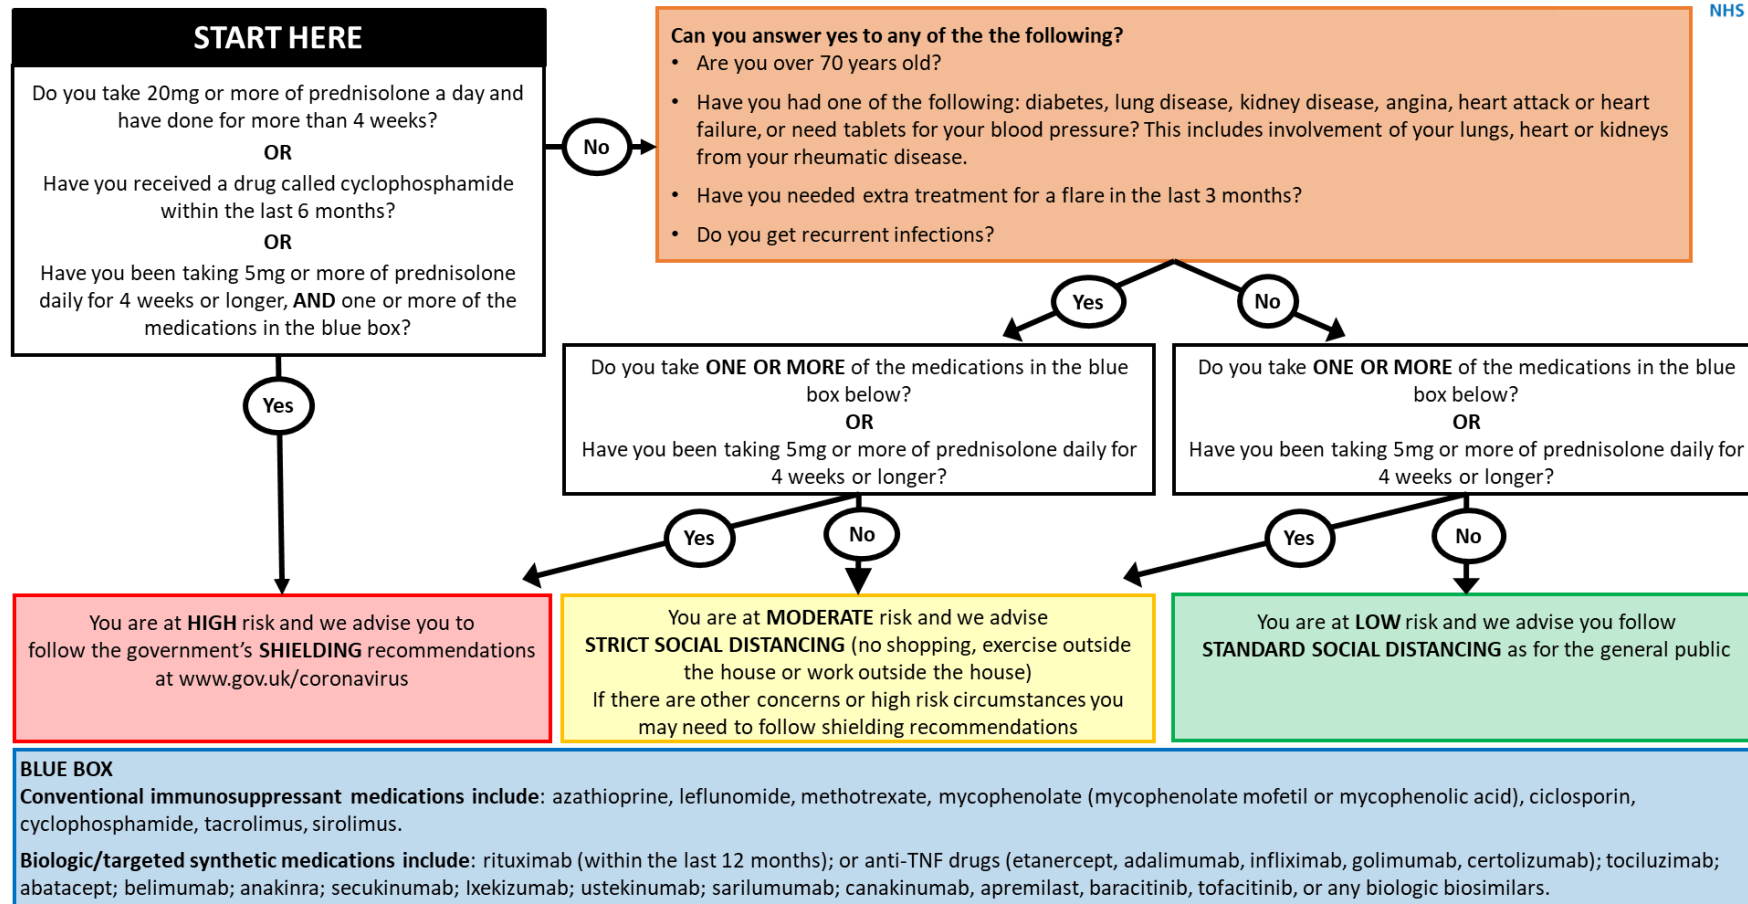 NHS
START HERE
Do you take 20mg or more of prednisolone a day and
have done for more than 4 weeks?
OR
Have you received a drug called cyclophosphamide
within the last 6 months?
OR
Have you been taking 5mg or more of prednisolone
daily for 4 weeks or longer, AND one or more of the
medications in the blue box?
No
Can you answer yes to any of the the following?
• Are you over 70 years old?
• Have you had one of the following: diabetes, lung disease, kidney disease, angina, heart attack or heart
failure, or need tablets for your blood pressure? This includes involvement of your lungs, heart or kidneys
from your rheumatic disease.
• Have you needed extra treatment for a flare in the last 3 months?
• Do you get recurrent infections?
Yes
No
Yes
Do you take ONE OR MORE of the medications in the blue
box below?
OR
Have you been taking 5mg or more of prednisolone daily for
4 weeks or longer?
Do you take ONE OR MORE of the medications in the blue
box below?
OR
Have you been taking 5mg or more of prednisolone daily for
4 weeks or longer?
Yes
No
Yes
No
You are at HIGH risk and we advise you to
follow the government's SHIELDING recommendations
at www.gov.uk/coronavirus
You are at MODERATE risk and we advise
STRICT SOCIAL DISTANCING (no shopping, exercise outside
the house or work outside the house)
If there are other concerns or high risk circumstances you
may need to follow shielding recommendations
You are at LOW risk and we advise you follow
STANDARD SOCIAL DISTANCING as for the general public
BLUE BOX
Conventional immunosuppressant medications include: azathioprine, leflunomide, methotrexate, mycophenolate (mycophenolate mofetil or mycophenolic acid), ciclosporin,
cyclophosphamide, tacrolimus, sirolimus.
Biologic/targeted synthetic medications include: rituximab (within the last 12 months); or anti-TNF drugs (etanercept, adalimumab, infliximab, golimumab, certolizumab); tociluzimab;
abatacept; belimumab; anakinra; secukinumab; Ixekizumab; ustekinumab; sarilumumab; canakinumab, apremilast, baracitinib, tofacitinib, or any biologic biosimilars.